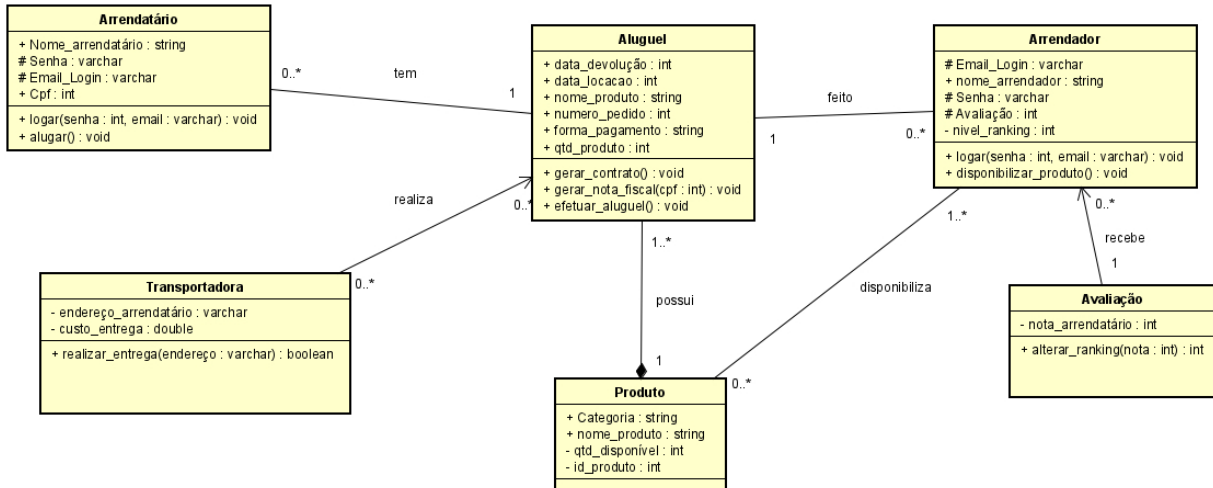 Arrendatário
+ Nome_arrendatário : string
# Senha : varchar
# Email_Login : varchar
+ Cpf : int
+ logar(senha : int, email : varchar) : void
+ alugar() : void
0..*
tem
1
Aluguel
+ data_devolução : int
+ data_locacao : int
+ nome_produto : string
+ numero_pedido : int
+ forma_pagamento : string
+ qtd_produto : int
+ gerar_contrato() : void
+ gerar_nota_fiscal(cpf : int) : void
+ efetuar_aluguel() : void
feito
1
0..*
Arrendador
# Email_Login : varchar
+ nome_arrendador : string
# Senha : varchar
# Avaliação : int
- nivel_ranking : int
+ logar(senha : int, email : varchar) : void
+ disponibilizar_produto() : void
realiza
0..*
0..*
1..*
possui
1
1..*
disponibiliza
0..*
0..*
recebe
1
Transportadora
- endereço_arrendatário : varchar
- custo_entrega : double
+ realizar_entrega(endereço : varchar) : boolean
Avaliação
- nota_arrendatário : int
+ alterar_ranking(nota : int) : int
Produto
+ Categoria : string
+ nome_produto : string
- qtd_disponível : int
- id_produto : int